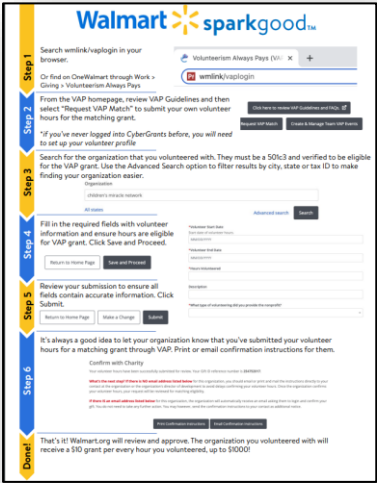 Walmart sparkgood™
Step 1
Search wmlink/vaplogin in your
browser.
Or find on OneWalmart through Work >
Giving > Volunteerism Always Pays
Volunteerism Always Pays (VAP × +
wmlink/vaplogin
Step 2
From the VAP homepage, review VAP Guidelines and then
select "Request VAP Match" to submit your own volunteer
hours for the matching grant.
*if you've never logged into CyberGrants before, you will need
to set up your volunteer profile
Click here to review VAP Guidelines and FAQs.
Request VAP Match
Create & Manage Team VAP Events
Step 3
Search for the organization that you volunteered with. They must be a 501c3 and verified to be eligible
for the VAP grant. Use the Advanced Search option to filter results by city, state or tax ID to make
finding your organization easier.
Organization
children's miracle network
All states
Advanced search
Search
Step 4
Fill in the required fields with volunteer
information and ensure hours are eligible
for VAP grant. Click Save and Proceed.
Return to Home Page
Save and Proceed
*Volunteer Start Date
*Volunteer End Date
*Hours Volunteered
Description
*What type of volunteering did you provide the nonprofit?
Step 5
Review your submission to ensure all
fields contain accurate information. Click
Submit.
Return to Home Page
Make a Change
Submit
Step 6
It's always a good idea to let your organization know that you've submitted your volunteer
hours for a matching grant through VAP. Print or email confirmation instructions for them.
Confirm with Charity
Print Confirmation Instructions
Email Confirmation Instructions
Done!
That's it! Walmart.org will review and approve. The organization you volunteered with will
receive a $10 grant per every hour you volunteered, up to $1000!